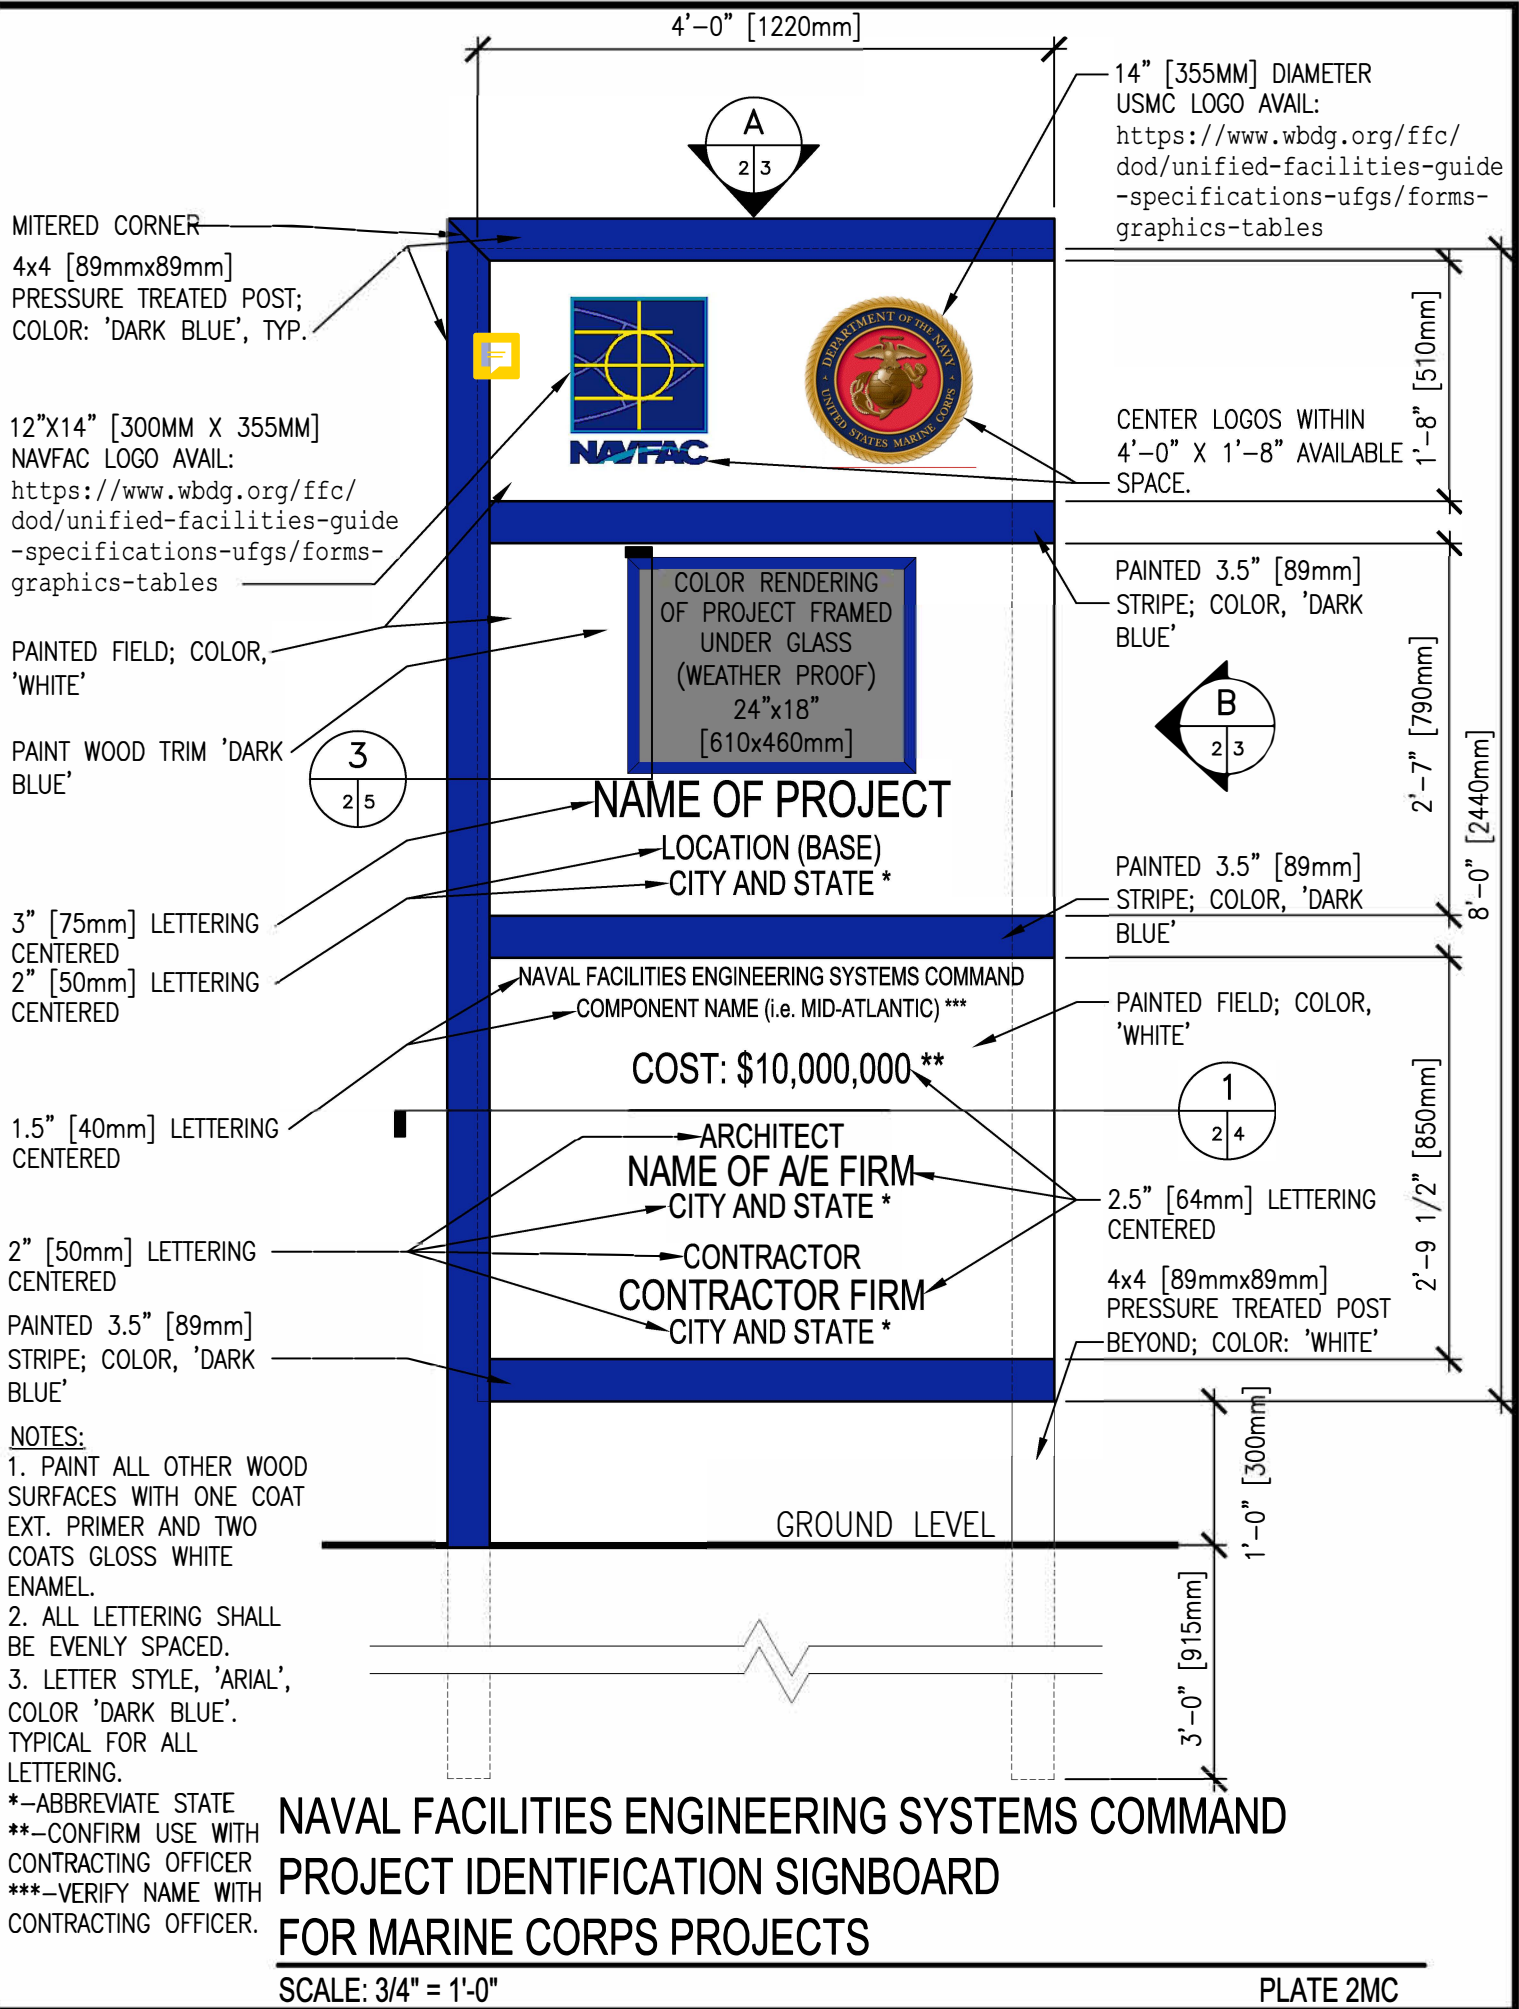 4'-0" [1220mm]
A
2 3
14" [355MM] DIAMETER
USMC LOGO AVAIL:
https://www.wbdg.org/ffc/
dod/unified-facilities-guide
-specifications-ufgs/forms-
graphics-tables
MITERED CORNER
4x4 [89mmx89mm]
PRESSURE TREATED POST;
COLOR: 'DARK BLUE', TYP.
12"X14" [300MM X 355MM]
NAVFAC LOGO AVAIL:
https://www.wbdg.org/ffc/
dod/unified-facilities-guide
-specifications-ufgs/forms-
graphics-tables
NAVFAC
DEPARTMENT OF THE NAVY
UNITED STATES MARINE CORPS
CENTER LOGOS WITHIN
4'-0" X 1'-8" AVAILABLE
SPACE.
1'-8" [510mm]
PAINTED FIELD; COLOR,
'WHITE'
PAINT WOOD TRIM 'DARK
BLUE'
3
2 5
COLOR RENDERING
OF PROJECT FRAMED
UNDER GLASS
(WEATHER PROOF)
24"x18"
[610x460mm]
PAINTED 3.5" [89mm]
STRIPE; COLOR, 'DARK
BLUE'
B
2 3
2'-7" [790mm]
8'-0" [2440mm]
NAME OF PROJECT
LOCATION (BASE)
CITY AND STATE *
3" [75mm] LETTERING
CENTERED
2" [50mm] LETTERING
CENTERED
PAINTED 3.5" [89mm]
STRIPE; COLOR, 'DARK
BLUE'
NAVAL FACILITIES ENGINEERING SYSTEMS COMMAND
COMPONENT NAME (i.e. MID-ATLANTIC) ***
PAINTED FIELD; COLOR,
'WHITE'
COST: $10,000,000 **
1.5" [40mm] LETTERING
CENTERED
1
2 4
ARCHITECT
NAME OF A/E FIRM
CITY AND STATE *
2.5" [64mm] LETTERING
CENTERED
2'-9 1/2" [850mm]
2" [50mm] LETTERING
CENTERED
CONTRACTOR
CONTRACTOR FIRM
CITY AND STATE *
4x4 [89mmx89mm]
PRESSURE TREATED POST
BEYOND; COLOR: 'WHITE'
PAINTED 3.5" [89mm]
STRIPE; COLOR, 'DARK
BLUE'
1'-0" [300mm]
GROUND LEVEL
3'-0" [915mm]
NOTES:
1. PAINT ALL OTHER WOOD
SURFACES WITH ONE COAT
EXT. PRIMER AND TWO
COATS GLOSS WHITE
ENAMEL.
2. ALL LETTERING SHALL
BE EVENLY SPACED.
3. LETTER STYLE, 'ARIAL',
COLOR 'DARK BLUE'.
TYPICAL FOR ALL
LETTERING.
*-ABBREVIATE STATE
**-CONFIRM USE WITH
CONTRACTING OFFICER
***-VERIFY NAME WITH
CONTRACTING OFFICER.
NAVAL FACILITIES ENGINEERING SYSTEMS COMMAND
PROJECT IDENTIFICATION SIGNBOARD
FOR MARINE CORPS PROJECTS
SCALE: 3/4" = 1'-0"
PLATE 2MC